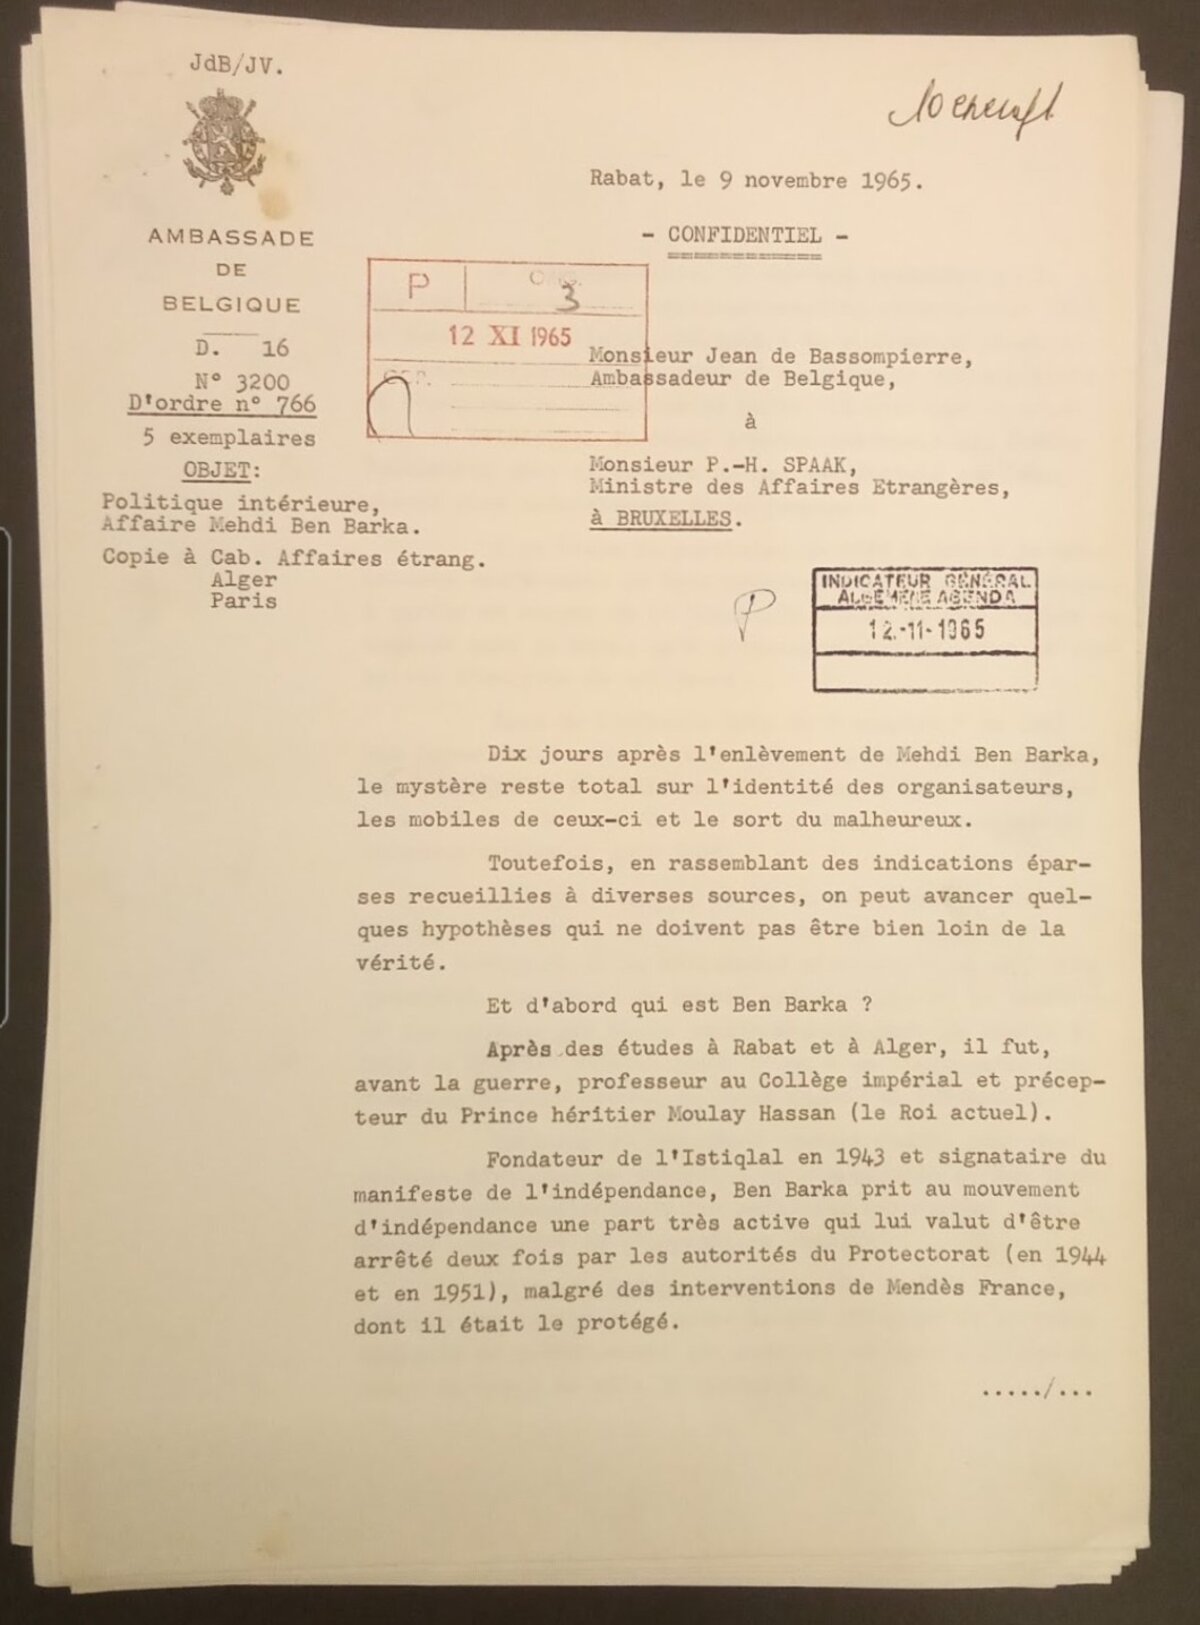 JdB/JV.
Rabat, le 9 novembre 1965.
- CONFIDENTIEL -
AMBASSADE
DE
BELGIQUE
D. 16
N° 3200
D'ordre n° 766
5 exemplaires
OBJET:
Politique intérieure,
Affaire Mehdi Ben Barka.
Copie à Cab. Affaires étrang.
Alger
Paris
P
3
12 XI 1965
Monsieur Jean de Bassompierre,
Ambassadeur de Belgique,
à
Monsieur P.-H. SPAAK,
Ministre des Affaires Etrangères,
à BRUXELLES.
P
INDICATEUR GÉNÉRAL
ALGEMENE AGENDA
12.-11-1965
Dix jours après l'enlèvement de Mehdi Ben Barka,
le mystère reste total sur l'identité des organisateurs,
les mobiles de ceux-ci et le sort du malheureux.
Toutefois, en rassemblant des indications épar-
ses recueillies à diverses sources, on peut avancer quel-
ques hypothèses qui ne doivent pas être bien loin de la
vérité.
Et d'abord qui est Ben Barka ?
Après des études à Rabat et à Alger, il fut,
avant la guerre, professeur au Collège impérial et précep-
teur du Prince héritier Moulay Hassan (le Roi actuel).
Fondateur de l'Istiqlal en 1943 et signataire du
manifeste de l'indépendance, Ben Barka prit au mouvement
d'indépendance une part très active qui lui valut d'être
arrêté deux fois par les autorités du Protectorat (en 1944
et en 1951), malgré des interventions de Mendès France,
dont il était le protégé.
...../...